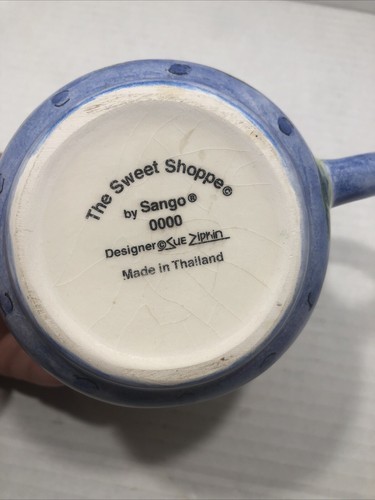 The Sweet Shoppe©
by Sango®
0000
Designer © Sue Zipkin
Made in Thailand